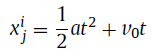 $x_j^i = \frac{1}{2}at^2 + v_0t$